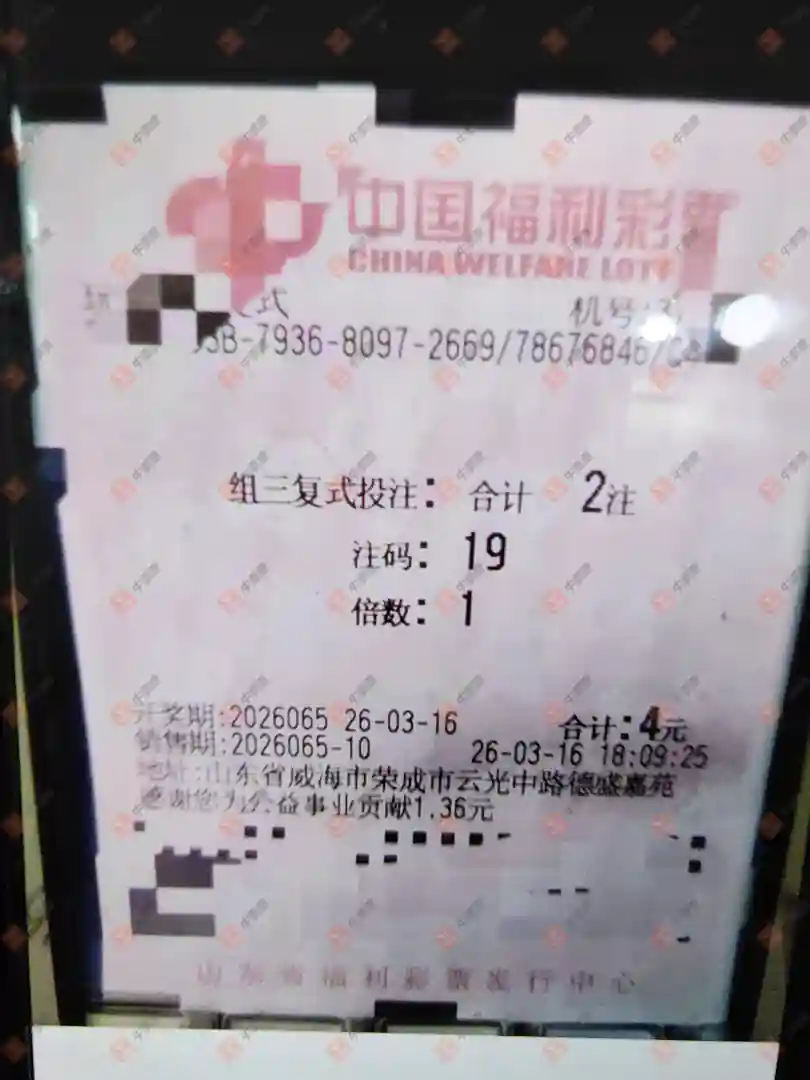 中国福利彩票
CHINA WELFARE LOTT
式 机号:
3B-7936-8097-2669/78676846/
组三复式投注: 合计 2注
注码: 19
倍数: 1
开奖期:2026065 26-03-16 合计:4元
销售期:2026065-10 26-03-16 18:09:25
地址:山东省威海市荣成市云光中路德盛嘉苑
感谢您为公益事业贡献1.36元
山东省福利彩票发行中心